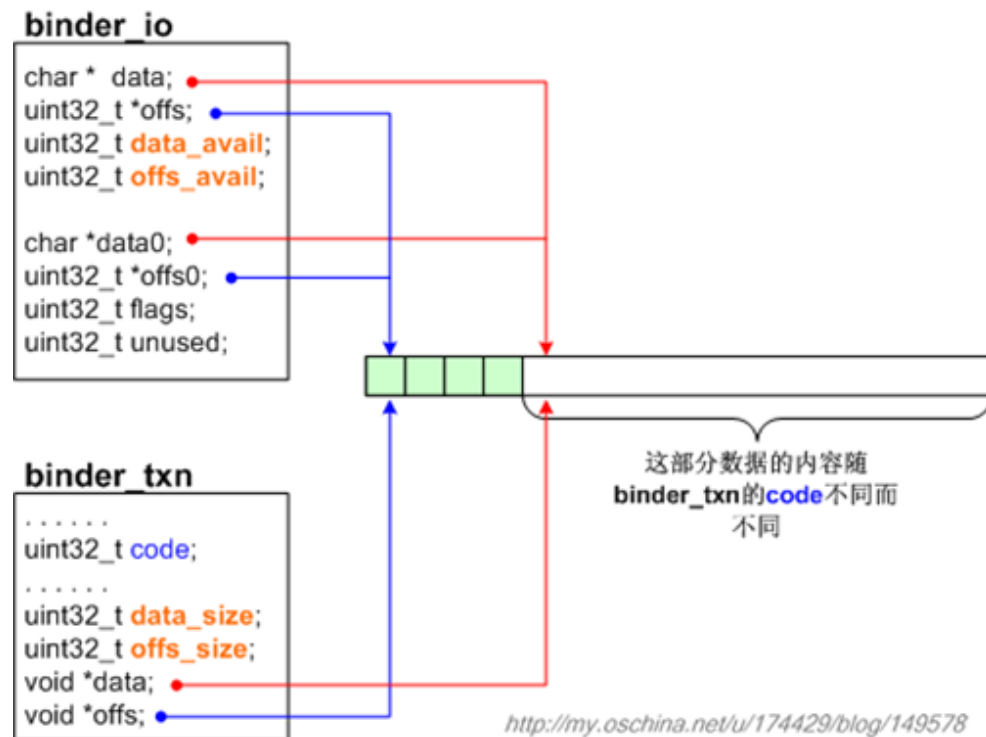 binder_io
char * data;
uint32_t *offs;
uint32_t data_avail;
uint32_t offs_avail;
char *data0;
uint32_t *offs0;
uint32_t flags;
uint32_t unused;
这部分数据的内容随
binder_txn的code不同而
不同
binder_txn
. . . . . .
uint32_t code;
. . . . . .
uint32_t data_size;
uint32_t offs_size;
void *data;
void *offs;
http://my.oschina.net/u/174429/blog/149578